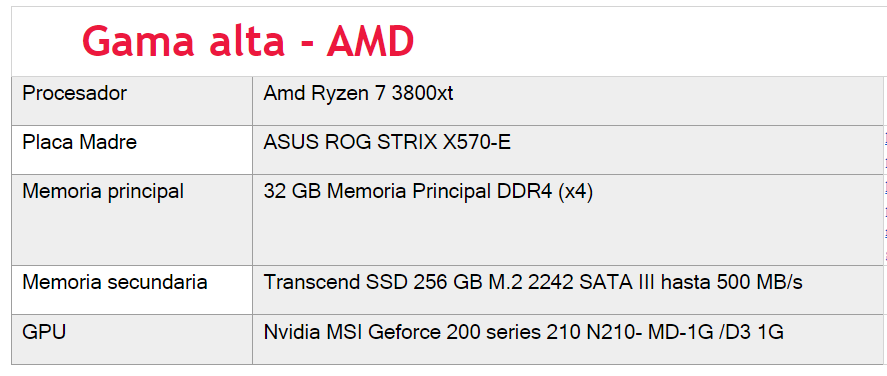 Gama alta - AMD
Procesador
Amd Ryzen 7 3800xt
Placa Madre
ASUS ROG STRIX X570-E
Memoria principal
32 GB Memoria Principal DDR4 (x4)
Memoria secundaria
Transcend SSD 256 GB M.2 2242 SATA III hasta 500 MB/s
GPU
Nvidia MSI Geforce 200 series 210 N210- MD-1G /D3 1G